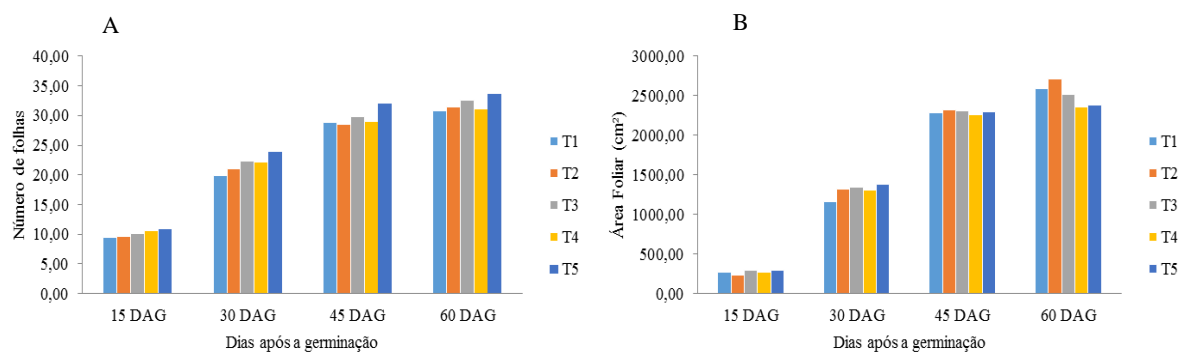 A
Número de folhas
40,00
35,00
30,00
25,00
20,00
15,00
10,00
5,00
0,00
15 DAG 30 DAG 45 DAG 60 DAG
Dias após a germinação
T1
T2
T3
T4
T5
B
Área Foliar (cm²)
3000,00
2500,00
2000,00
1500,00
1000,00
500,00
0,00
15 DAG 30 DAG 45 DAG 60 DAG
Dias após a germinação
T1
T2
T3
T4
T5